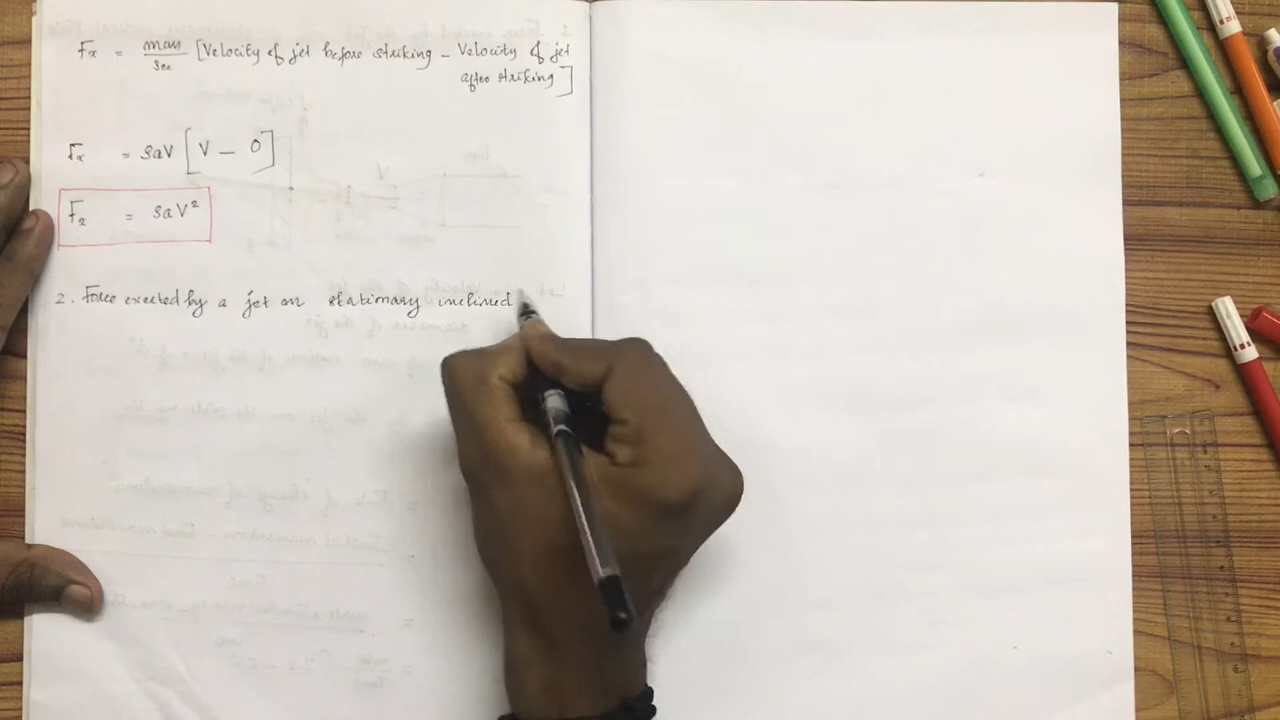 Fx = mass/sec [Velocity of jet before striking - Velocity of jet
after striking]
Fx = ρav [V - 0]
Fx = ρav²
2. Force exerted by a jet on stationary inclined